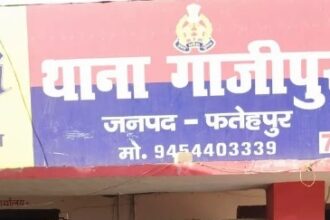 थाना गाजीपुर
जनपद - फतेहपुर
मो. 9454403339